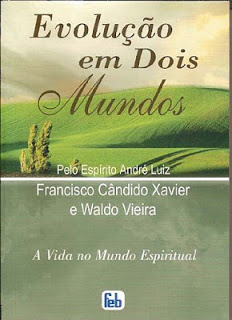 Evolução
em Dois
Mundos
Pelo Espírito André Luiz
Francisco Cândido Xavier
e Waldo Vieira
A Vida no Mundo Espiritual
feb